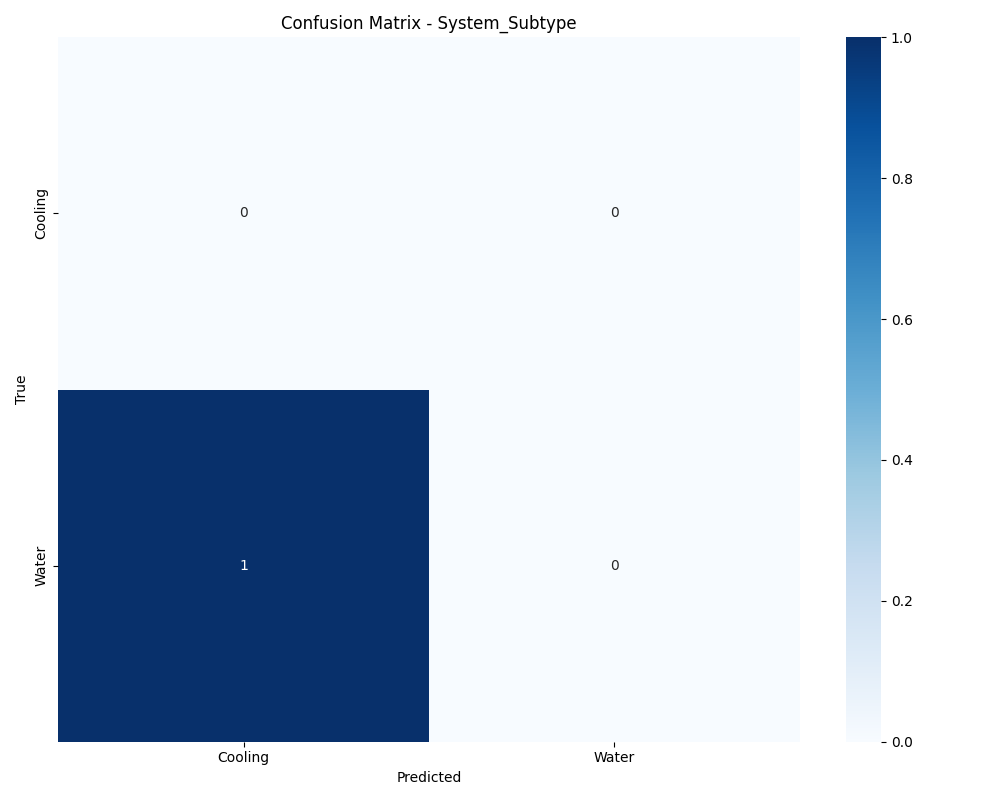 Confusion Matrix - System_Subtype
True
Cooling
0 0
Water
1 0
Cooling Water
Predicted
1.0
0.8
0.6
0.4
0.2
0.0